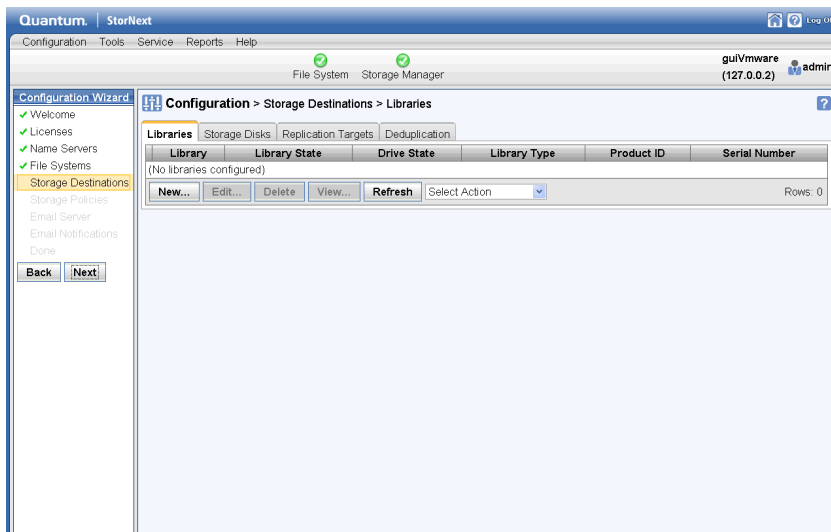 Quantum. StorNext Log O
Configuration Tools Service Reports Help
File System Storage Manager
guiVmware
(127.0.0.2)
admin
Configuration Wizard
Welcome
Licenses
Name Servers
File Systems
Storage Destinations
Storage Policies
Email Server
Email Notifications
Done
Back Next
Configuration > Storage Destinations > Libraries
Libraries Storage Disks Replication Targets Deduplication
Library Library State Drive State Library Type Product ID Serial Number
(No libraries configured)
New... Edit... Delete View... Refresh Select Action Rows: 0